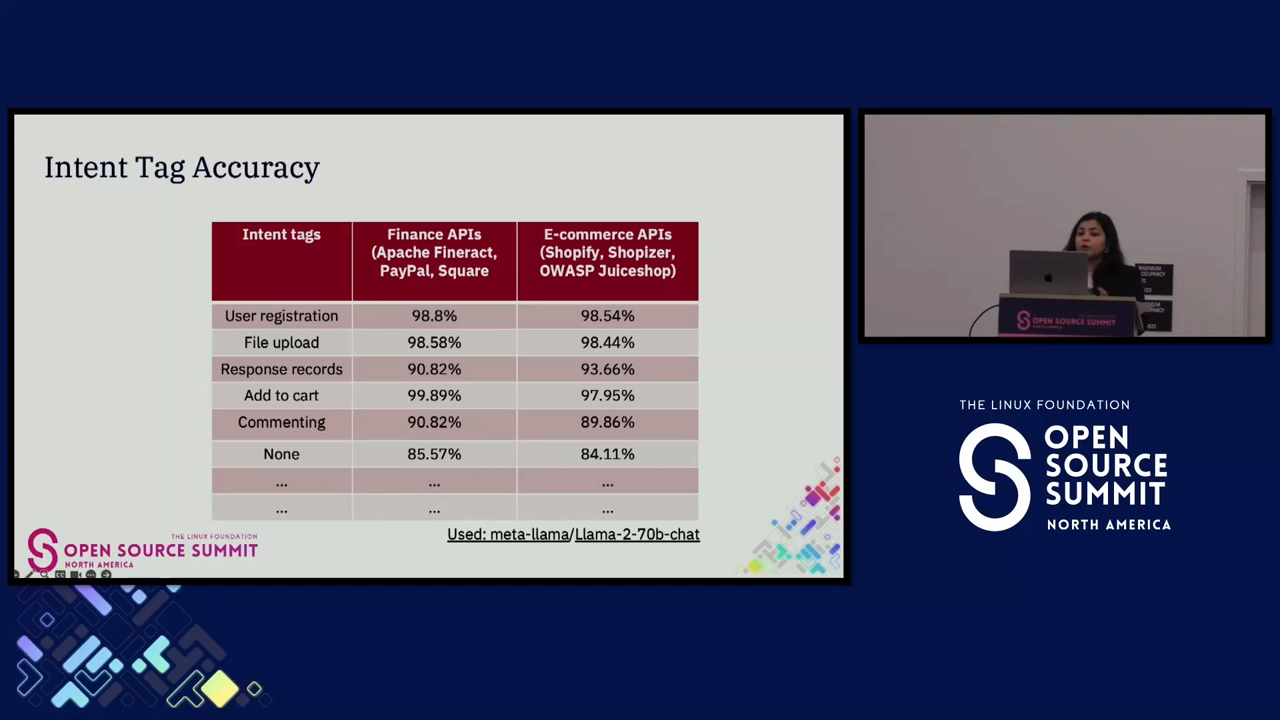 Intent Tag Accuracy
Intent tags
Finance APIs
(Apache Fineract,
PayPal, Square
E-commerce APIs
(Shopify, Shopizer,
OWASP Juiceshop)
User registration 98.8% 98.54%
File upload 98.58% 98.44%
Response records 90.82% 93.66%
Add to cart 99.89% 97.95%
Commenting 90.82% 89.86%
None 85.57% 84.11%
... ... ...
... ... ...
Used: meta-llama/Llama-2-70b-chat
THE LINUX FOUNDATION
OPEN SOURCE SUMMIT
NORTH AMERICA
MAXIMUM
OPEN SOURCE SUMMIT
NORTH AMERICA
THE LINUX FOUNDATION
OPEN
SOURCE
SUMMIT
NORTH AMERICA